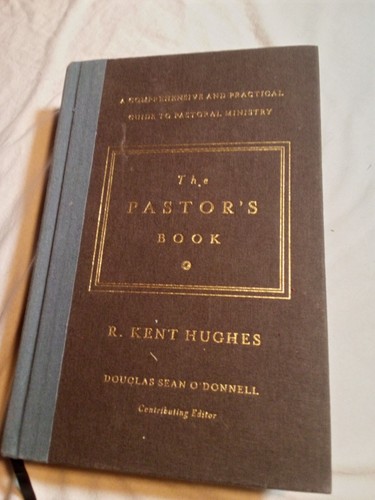 A COMPREHENSIVE AND PRACTICAL
GUIDE TO PASTORAL MINISTRY
The
PASTOR'S
BOOK
R. KENT HUGHES
DOUGLAS SEAN O'DONNELL
Contributing Editor